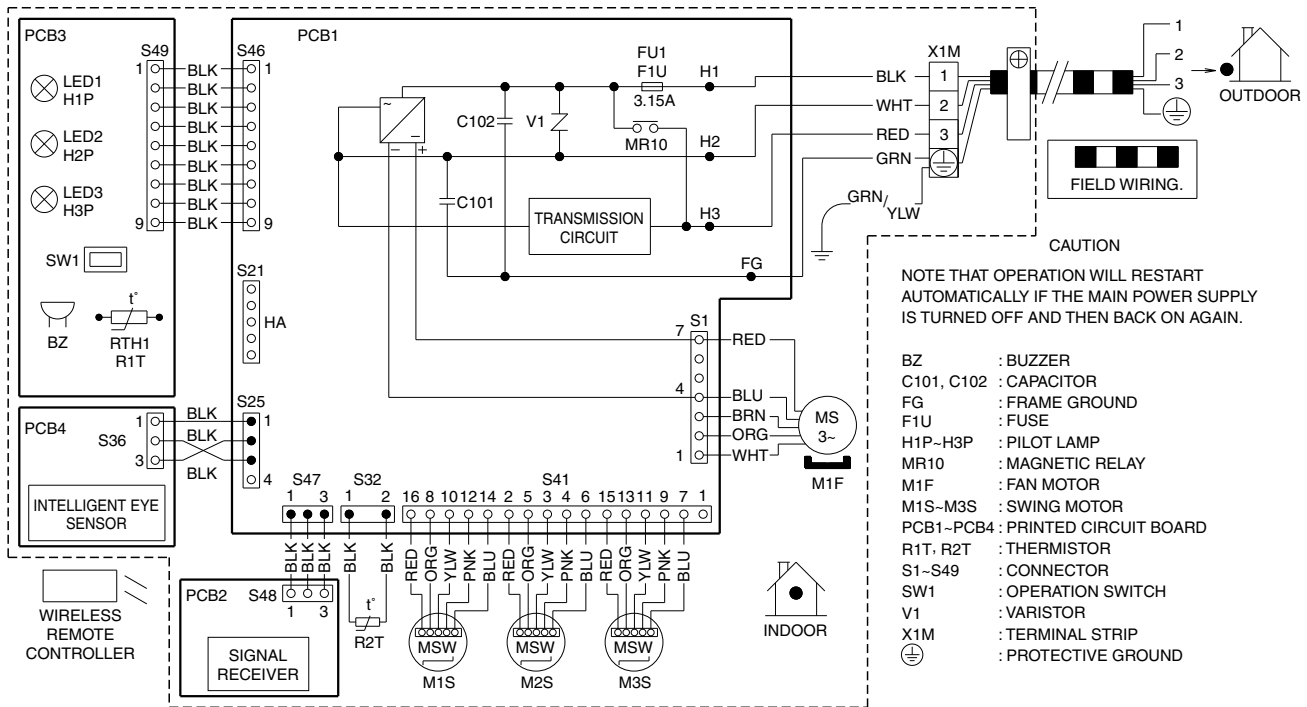 PCB3
S49
S46
PCB1
1
BLK
1
BLK
BLK
BLK
BLK
BLK
BLK
BLK
9
BLK
9
LED1
H1P
LED2
H2P
LED3
H3P
SW1
BZ
t°
RTH1
R1T
S21
HA
~
−
−
+
C102
V1
C101
FU1
F1U
3.15A
MR10
H1
H2
H3
TRANSMISSION
CIRCUIT
FG
X1M
BLK
1
WHT
2
RED
3
GRN
GRN/
YLW
1
2
3
OUTDOOR
FIELD WIRING.
CAUTION
NOTE THAT OPERATION WILL RESTART
AUTOMATICALLY IF THE MAIN POWER SUPPLY
IS TURNED OFF AND THEN BACK ON AGAIN.
S1
7
RED
4
BLU
BRN
ORG
1
WHT
MS
3~
M1F
PCB4
S36
1
3
BLK
BLK
BLK
S25
1
4
INTELLIGENT EYE
SENSOR
S47
1 3
S32
1 2
S41
16 8 10 12 14 2 5 3 4 6 15 13 11 9 7 1
BLK BLK BLK
BLK BLK
RED ORG YLW PNK BLU
RED ORG YLW PNK BLU
RED ORG YLW PNK BLU
PCB2
S48
1 3
SIGNAL
RECEIVER
t°
R2T
MSW
M1S
MSW
M2S
MSW
M3S
WIRELESS
REMOTE
CONTROLLER
INDOOR
BZ : BUZZER
C101, C102 : CAPACITOR
FG : FRAME GROUND
F1U : FUSE
H1P~H3P : PILOT LAMP
MR10 : MAGNETIC RELAY
M1F : FAN MOTOR
M1S~M3S : SWING MOTOR
PCB1~PCB4 : PRINTED CIRCUIT BOARD
R1T, R2T : THERMISTOR
S1~S49 : CONNECTOR
SW1 : OPERATION SWITCH
V1 : VARISTOR
X1M : TERMINAL STRIP
: PROTECTIVE GROUND